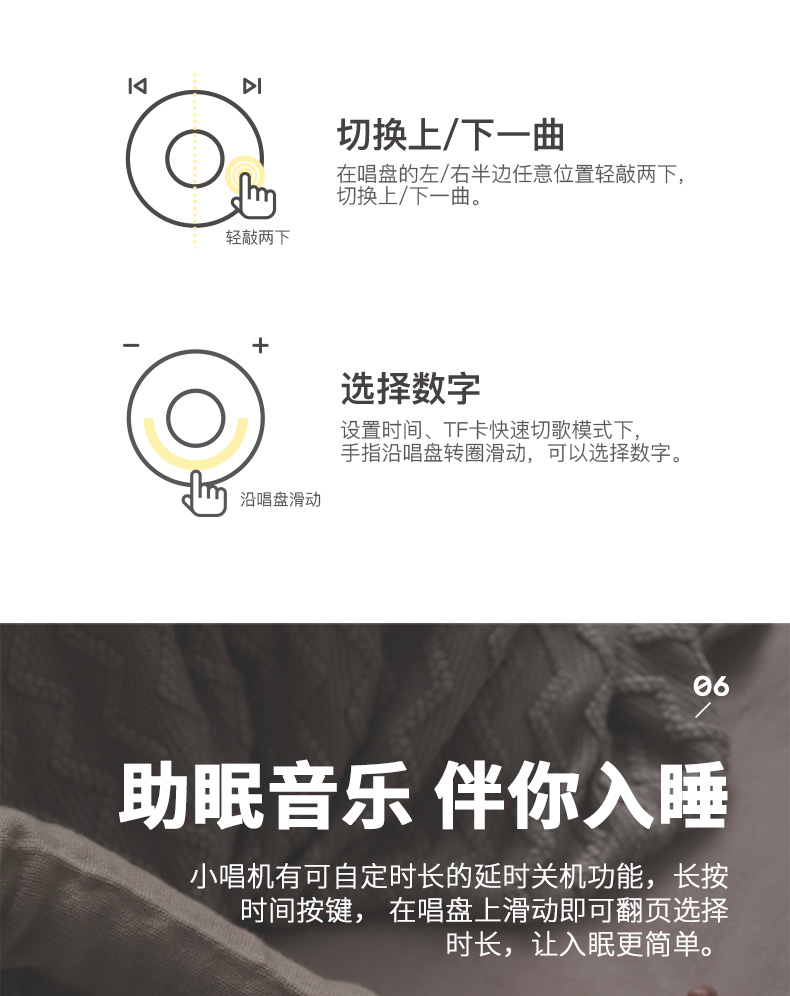 轻敲两下
切换上/下一曲
在唱盘的左/右半边任意位置轻敲两下，
切换上/下一曲。
选择数字
设置时间、TF卡快速切歌模式下，
手指沿唱盘转圈滑动，可以选择数字。
沿唱盘滑动
06
助眠音乐 伴你入睡
小唱机有可自定时长的延时关机功能，长按
时间按键， 在唱盘上滑动即可翻页选择
时长，让入眠更简单。